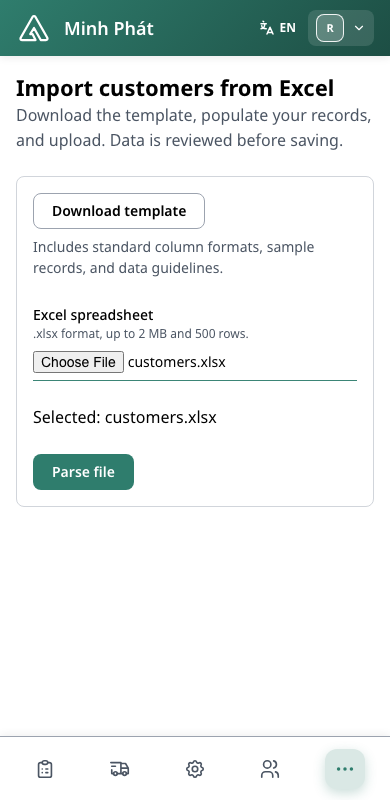 Minh Phát
EN
R
Import customers from Excel
Download the template, populate your records,
and upload. Data is reviewed before saving.
Download template
Includes standard column formats, sample
records, and data guidelines.
Excel spreadsheet
.xlsx format, up to 2 MB and 500 rows.
Choose File customers.xlsx
Selected: customers.xlsx
Parse file